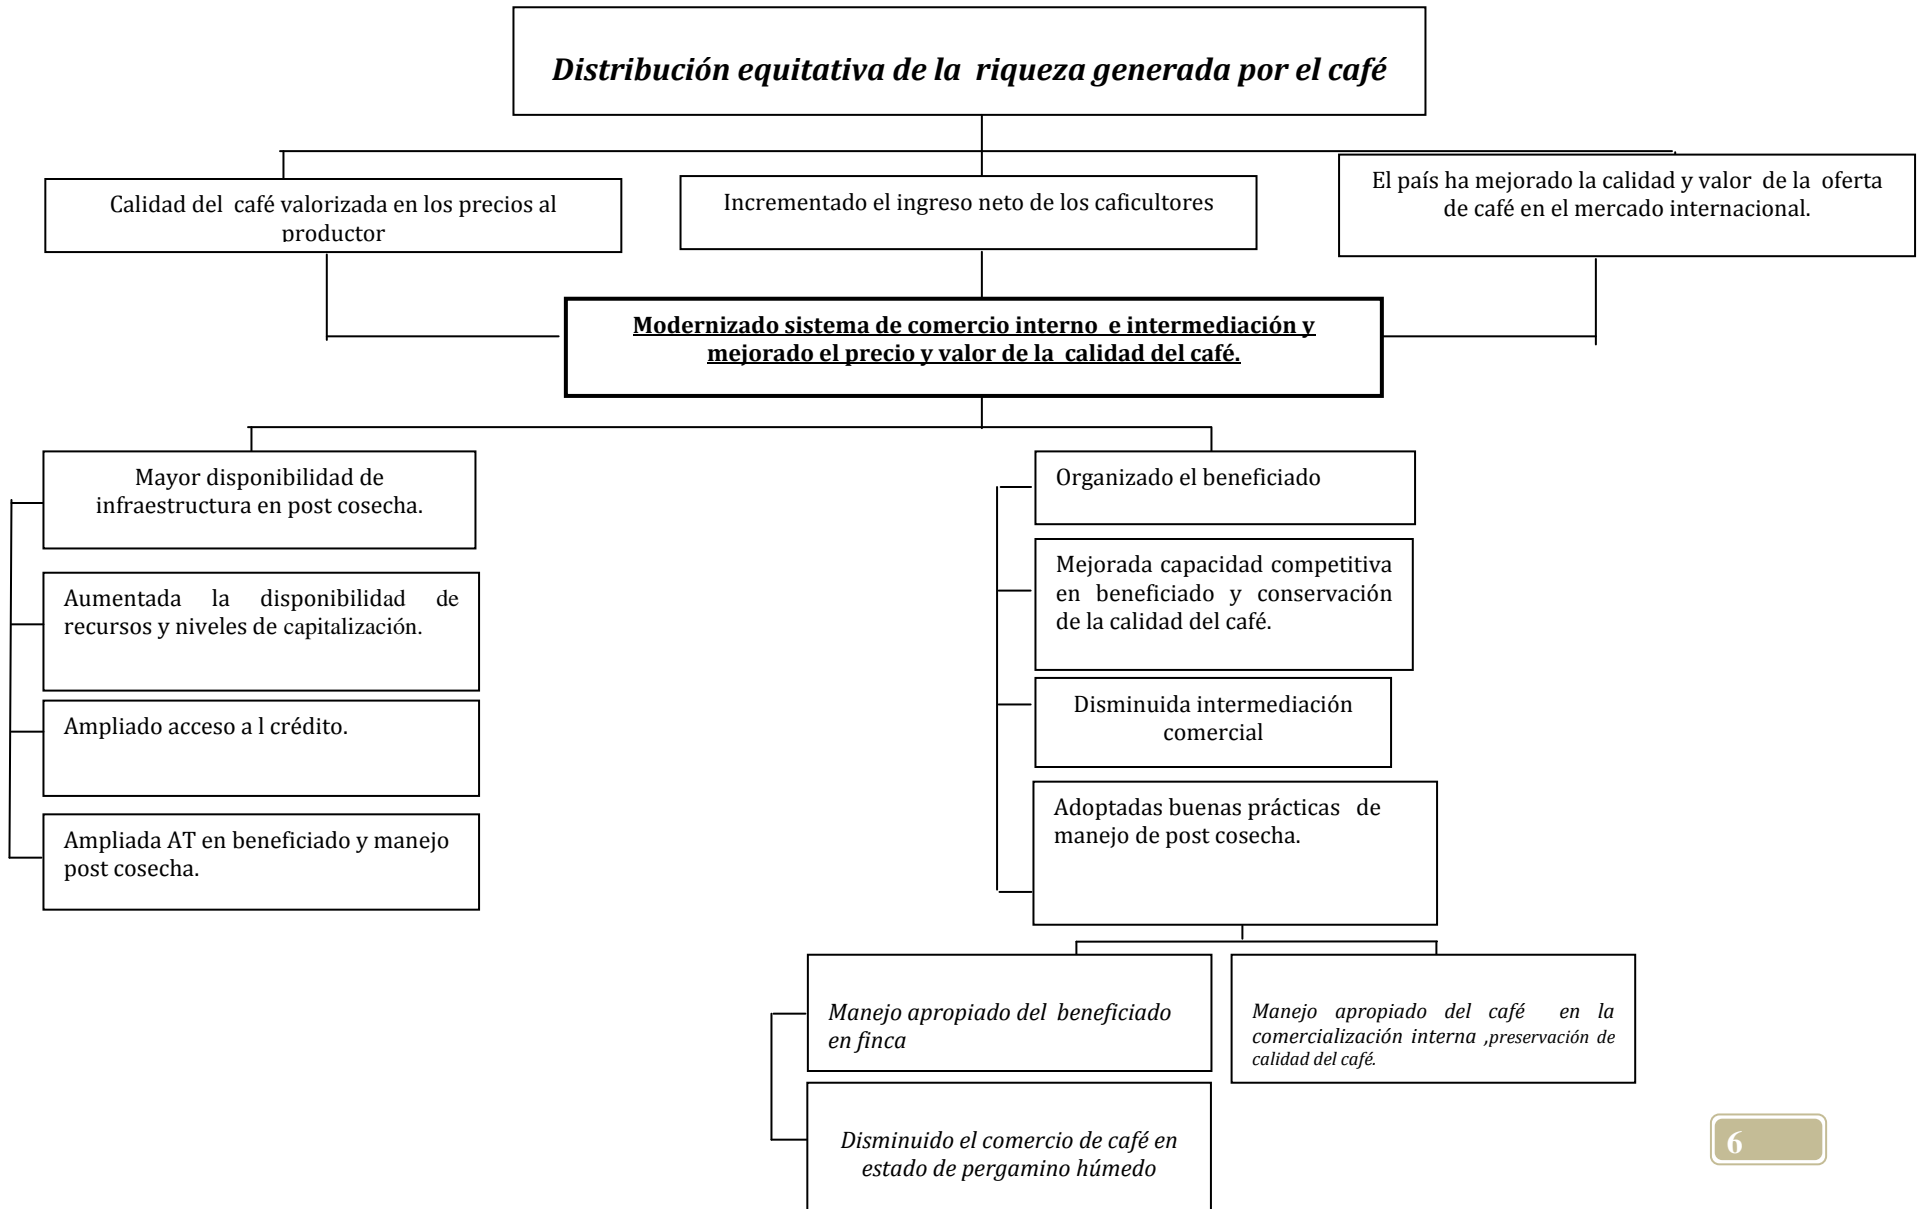 Distribución equitativa de la riqueza generada por el café
Calidad del café valorizada en los precios al
productor
Incrementado el ingreso neto de los caficultores
El país ha mejorado la calidad y valor de la oferta
de café en el mercado internacional.
Modernizado sistema de comercio interno e intermediación y
mejorado el precio y valor de la calidad del café.
Mayor disponibilidad de
infraestructura en post cosecha.
Aumentada la disponibilidad de
recursos y niveles de capitalización.
Ampliado acceso a l crédito.
Ampliada AT en beneficiado y manejo
post cosecha.
Organizado el beneficiado
Mejorada capacidad competitiva
en beneficiado y conservación
de la calidad del café.
Disminuida intermediación
comercial
Adoptadas buenas prácticas de
manejo de post cosecha.
Manejo apropiado del beneficiado
en finca
Manejo apropiado del café en la
comercialización interna ,preservación de
calidad del café.
Disminuido el comercio de café en
estado de pergamino húmedo
6